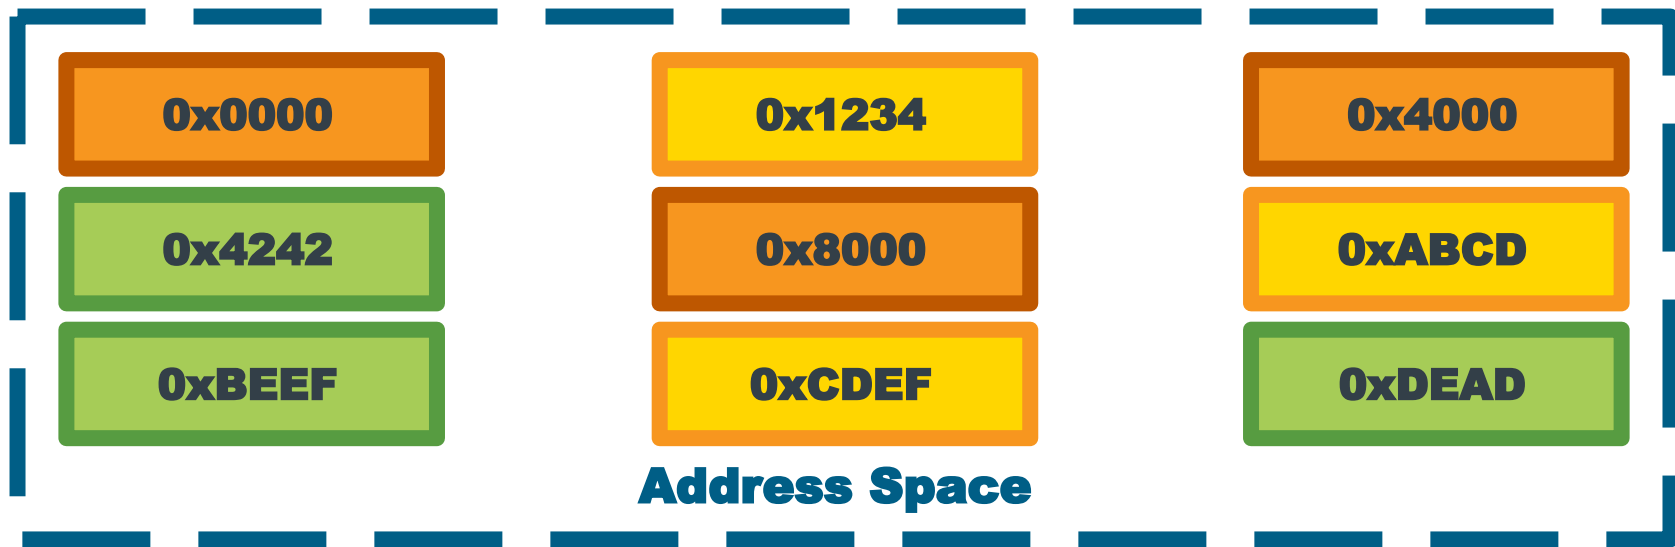 0x0000
0x1234
0x4000
0x4242
0x8000
0xABCD
0xBEEF
0xCDEF
0xDEAD
Address Space